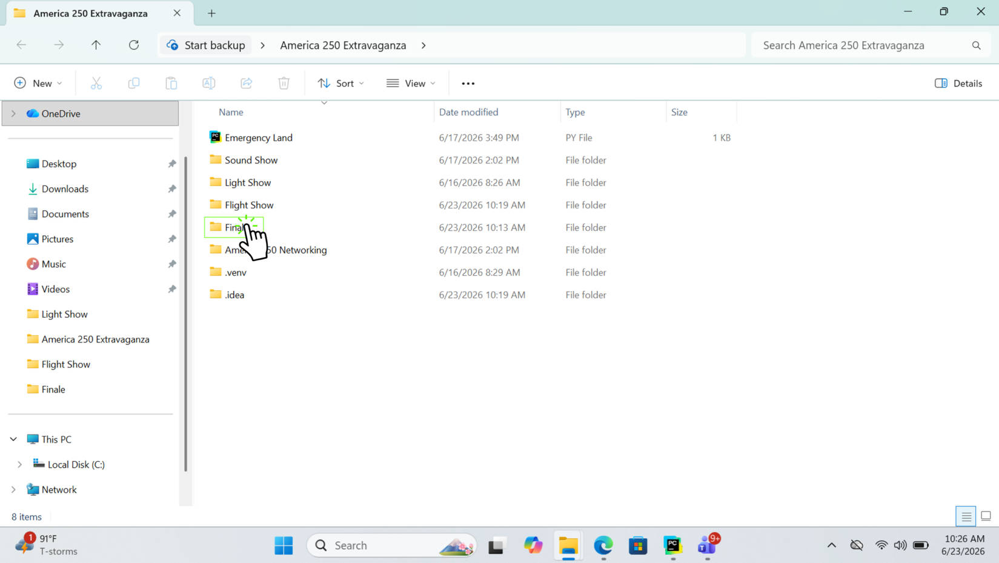 America 250 Extravaganza
Start backup
America 250 Extravaganza
Search America 250 Extravaganza
New
Sort
View
Details
OneDrive
Desktop
Downloads
Documents
Pictures
Music
Videos
Light Show
America 250 Extravaganza
Flight Show
Finale
This PC
Local Disk (C:)
Network
Name Date modified Type Size
Emergency Land 6/17/2026 3:49 PM PY File 1 KB
Sound Show 6/17/2026 2:02 PM File folder
Light Show 6/16/2026 8:26 AM File folder
Flight Show 6/23/2026 10:19 AM File folder
6/23/2026 10:13 AM File folder
Networking 6/17/2026 2:02 PM File folder
.venv 6/16/2026 8:29 AM File folder
.idea 6/23/2026 10:19 AM File folder
8 items
1
91°F
T-storms
Search
PC
T
9+
10:26 AM
6/23/2026